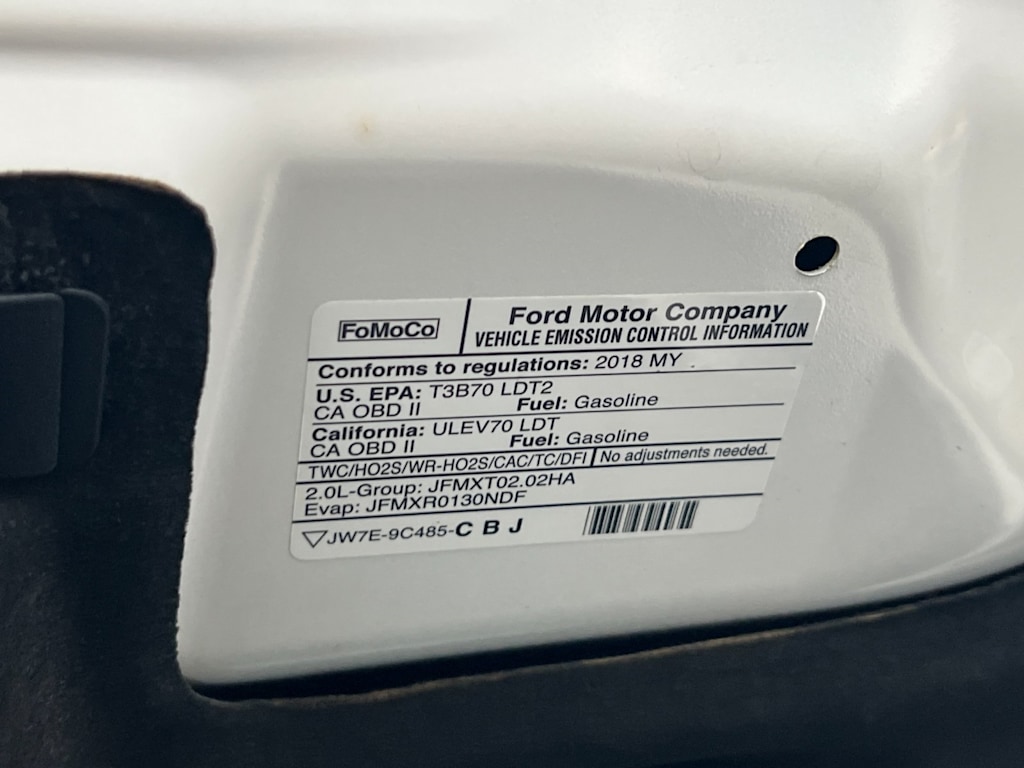 FoMoCo
Ford Motor Company
VEHICLE EMISSION CONTROL INFORMATION
Conforms to regulations: 2018 MY .
U.S. EPA: T3B70 LDT2
CA OBD II Fuel: Gasoline
California: ULEV70 LDT
CA OBD II Fuel: Gasoline
TWC/HO2S/WR-HO2S/CAC/TC/DFI No adjustments needed.
2.0L-Group: JFMXT02.02HA
Evap: JFMXR0130NDF
JW7E-9C485-C B J